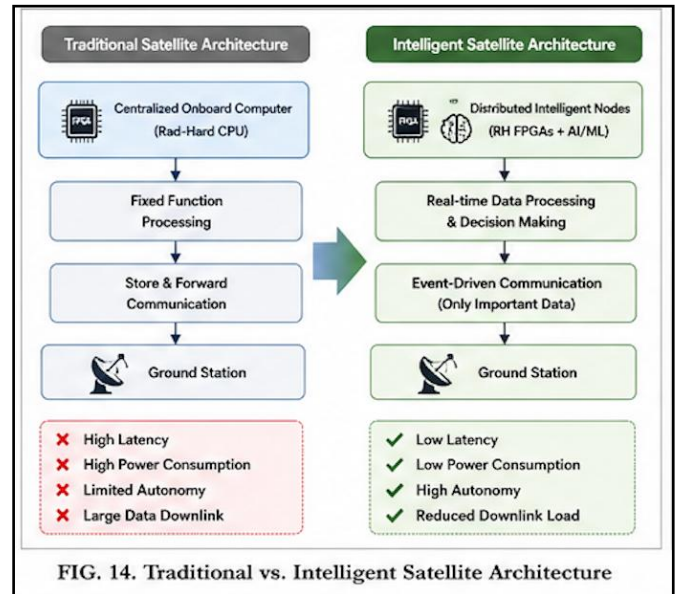 Traditional Satellite Architecture
Centralized Onboard Computer
(Rad-Hard CPU)
Fixed Function
Processing
Store & Forward
Communication
Ground Station
High Latency
High Power Consumption
Limited Autonomy
Large Data Downlink
Intelligent Satellite Architecture
Distributed Intelligent Nodes
(RH FPGAs + AI/ML)
Real-time Data Processing
& Decision Making
Event-Driven Communication
(Only Important Data)
Ground Station
Low Latency
Low Power Consumption
High Autonomy
Reduced Downlink Load
FIG. 14. Traditional vs. Intelligent Satellite Architecture